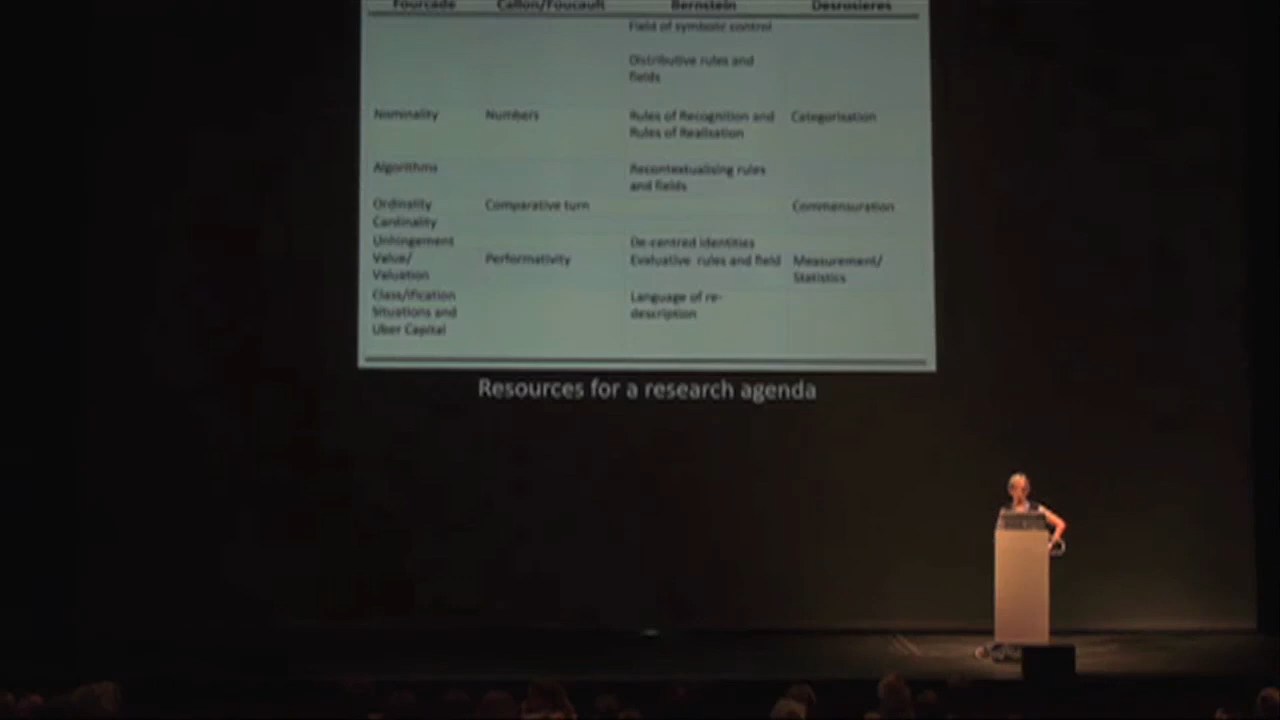 Fourcade Callon/Foucault Bernstein Desrosieres
Field of symbolic control
Distributive rules and
fields
Nominality Numbers Rules of Recognition and Categorisation
Rules of Realisation
Algorithms Recontextualising rules
and fields
Ordinality Comparative turn Commensuration
Cardinality
Unhingement De-centred identities
Value/ Performativity Evaluative rules and field Measurement/
Valuation Statistics
Class/ification Language of re-
Situations and description
Uber Capital
Resources for a research agenda